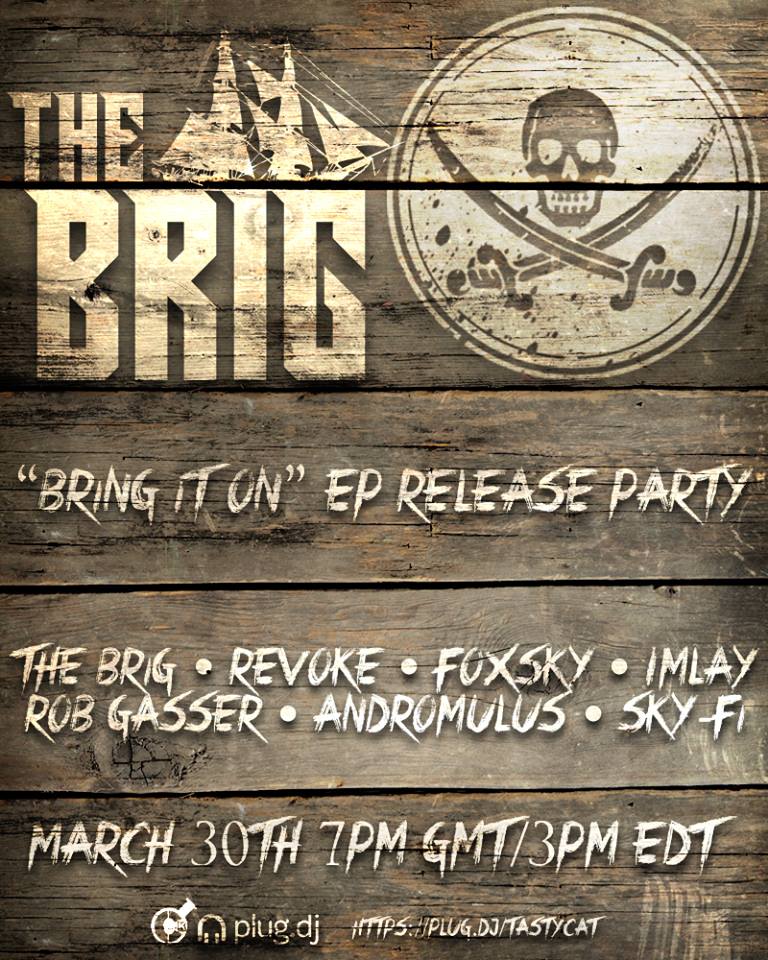 THE
BRIG
“BRING IT ON” EP RELEASE PARTY
THE BRIG • REVOKE • FOXSKY • IMLAY
ROB GASSER • ANDROMULUS • SKY-FI
MARCH 30TH 7PM GMT/3PM EDT
plug.dj HTTPS://PLUG.DJ/TASTYCAT